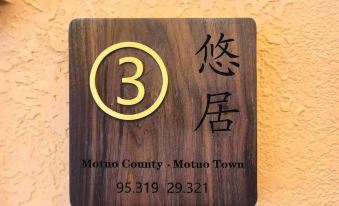 ③
悠居
Motuo County · Motuo Town
95.319 29.321